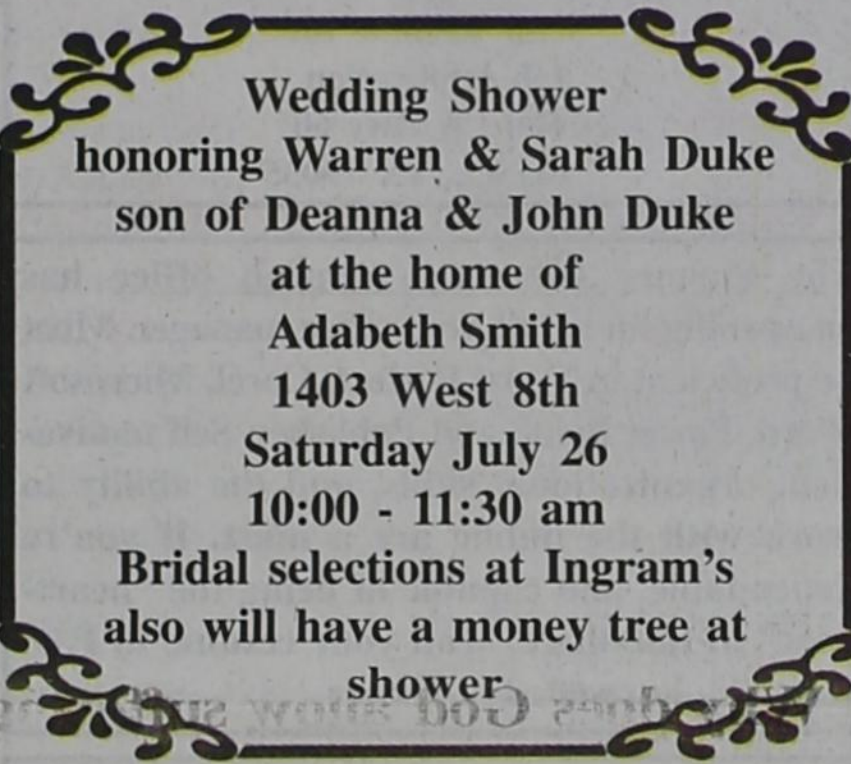 Wedding Shower
honoring Warren & Sarah Duke
son of Deanna & John Duke
at the home of
Adabeth Smith
1403 West 8th
Saturday July 26
10:00 - 11:30 am
Bridal selections at Ingram's
also will have a money tree at
shower